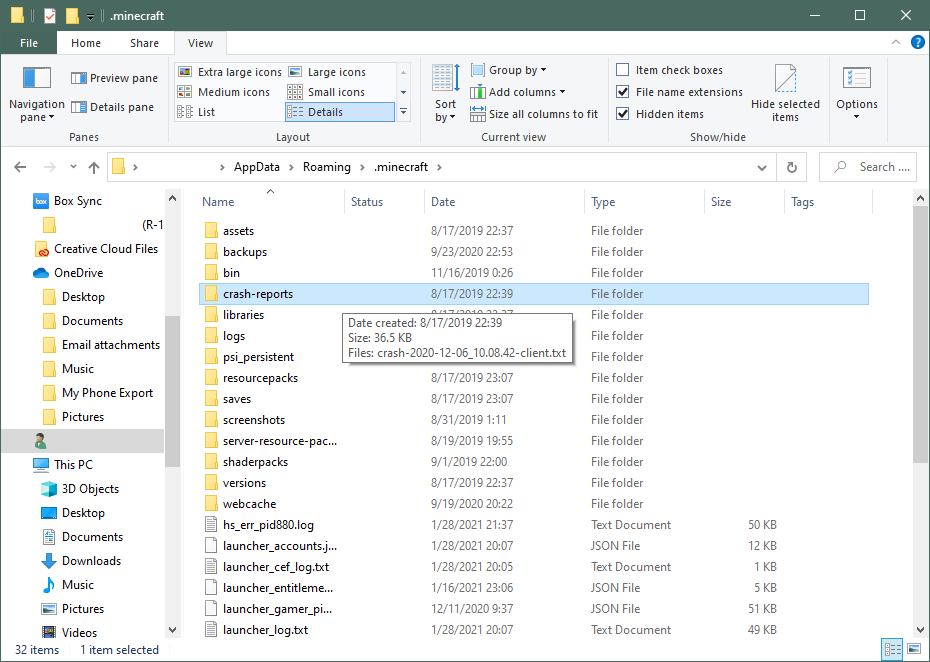 .minecraft
File Home Share View
Navigation pane
Preview pane
Details pane
Panes
Extra large icons Large icons
Medium icons Small icons
List Details
Layout
Sort by
Group by
Add columns
Size all columns to fit
Current view
Item check boxes
File name extensions
Hidden items
Hide selected items
Show/hide
Options
AppData › Roaming › .minecraft ›
Search ....
Box Sync
(R-1
Creative Cloud Files
OneDrive
Desktop
Documents
Email attachments
Music
My Phone Export
Pictures
This PC
3D Objects
Desktop
Documents
Downloads
Music
Pictures
Videos
Name Status Date Type Size Tags
assets 8/17/2019 22:37 File folder
backups 9/23/2020 22:53 File folder
bin 11/16/2019 0:26 File folder
crash-reports 8/17/2019 22:39 File folder
libraries File folder
logs File folder
psi_persistent File folder
Date created: 8/17/2019 22:39
Size: 36.5 KB
Files: crash-2020-12-06_10.08.42-client.txt
resourcepacks 8/17/2019 23:07 File folder
saves 8/17/2019 23:07 File folder
screenshots 8/31/2019 1:11 File folder
server-resource-pac... 8/19/2019 19:55 File folder
shaderpacks 9/1/2019 22:00 File folder
versions 8/17/2019 22:37 File folder
webcache 9/19/2020 20:22 File folder
hs_err_pid880.log 1/28/2021 21:37 Text Document 50 KB
launcher_accounts.j... 1/28/2021 20:07 JSON File 12 KB
launcher_cef_log.txt 1/28/2021 20:05 Text Document 1 KB
launcher_entitleme... 1/16/2021 23:06 JSON File 5 KB
launcher_gamer_pi... 12/11/2020 9:37 JSON File 51 KB
launcher_log.txt 1/28/2021 20:07 Text Document 49 KB
32 items 1 item selected